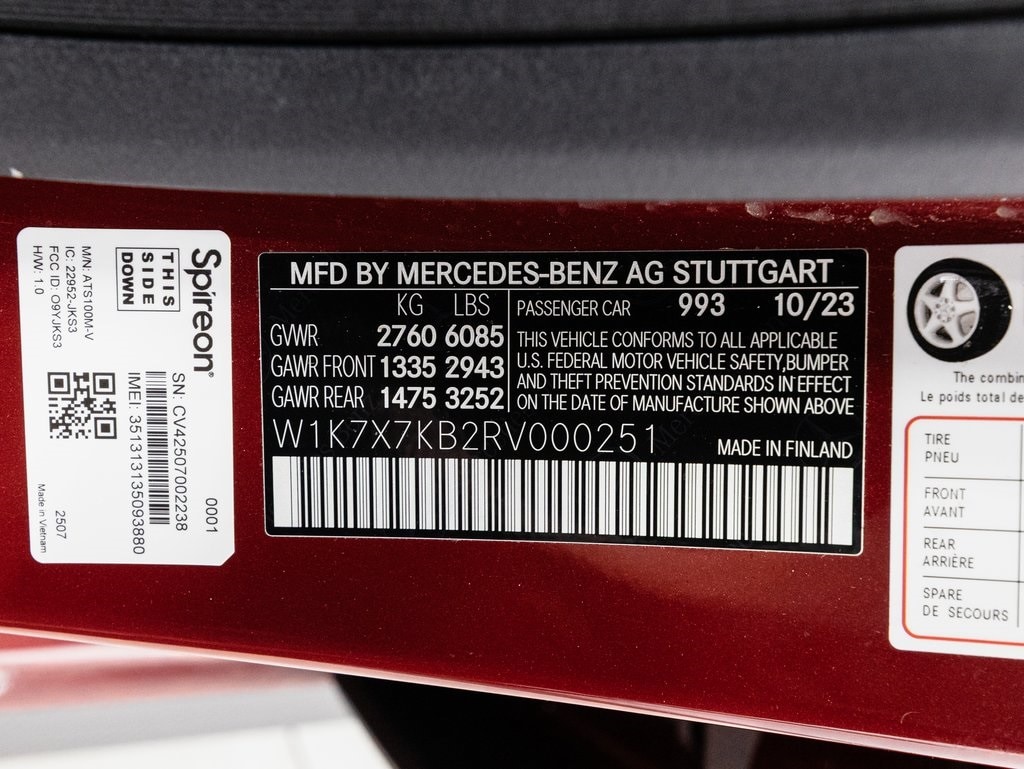 Spireon®
THIS
SIDE
DOWN
M/N: ATS100M-V
IC: 22952-JKS3
FCC ID: O9YJKS3
H/W: 1.0
0001
SN: CV42507002238
IMEI: 351313135093880
2507
Made in Vietnam
MFD BY MERCEDES-BENZ AG STUTTGART
KG LBS
GVWR 2760 6085
GAWR FRONT 1335 2943
GAWR REAR 1475 3252
PASSENGER CAR 993 10/23
THIS VEHICLE CONFORMS TO ALL APPLICABLE
U.S. FEDERAL MOTOR VEHICLE SAFETY,BUMPER
AND THEFT PREVENTION STANDARDS IN EFFECT
ON THE DATE OF MANUFACTURE SHOWN ABOVE
W1K7X7KB2RV000251
MADE IN FINLAND
The combin
Le poids total de
TIRE
PNEU
FRONT
AVANT
REAR
ARRIÈRE
SPARE
DE SECOURS